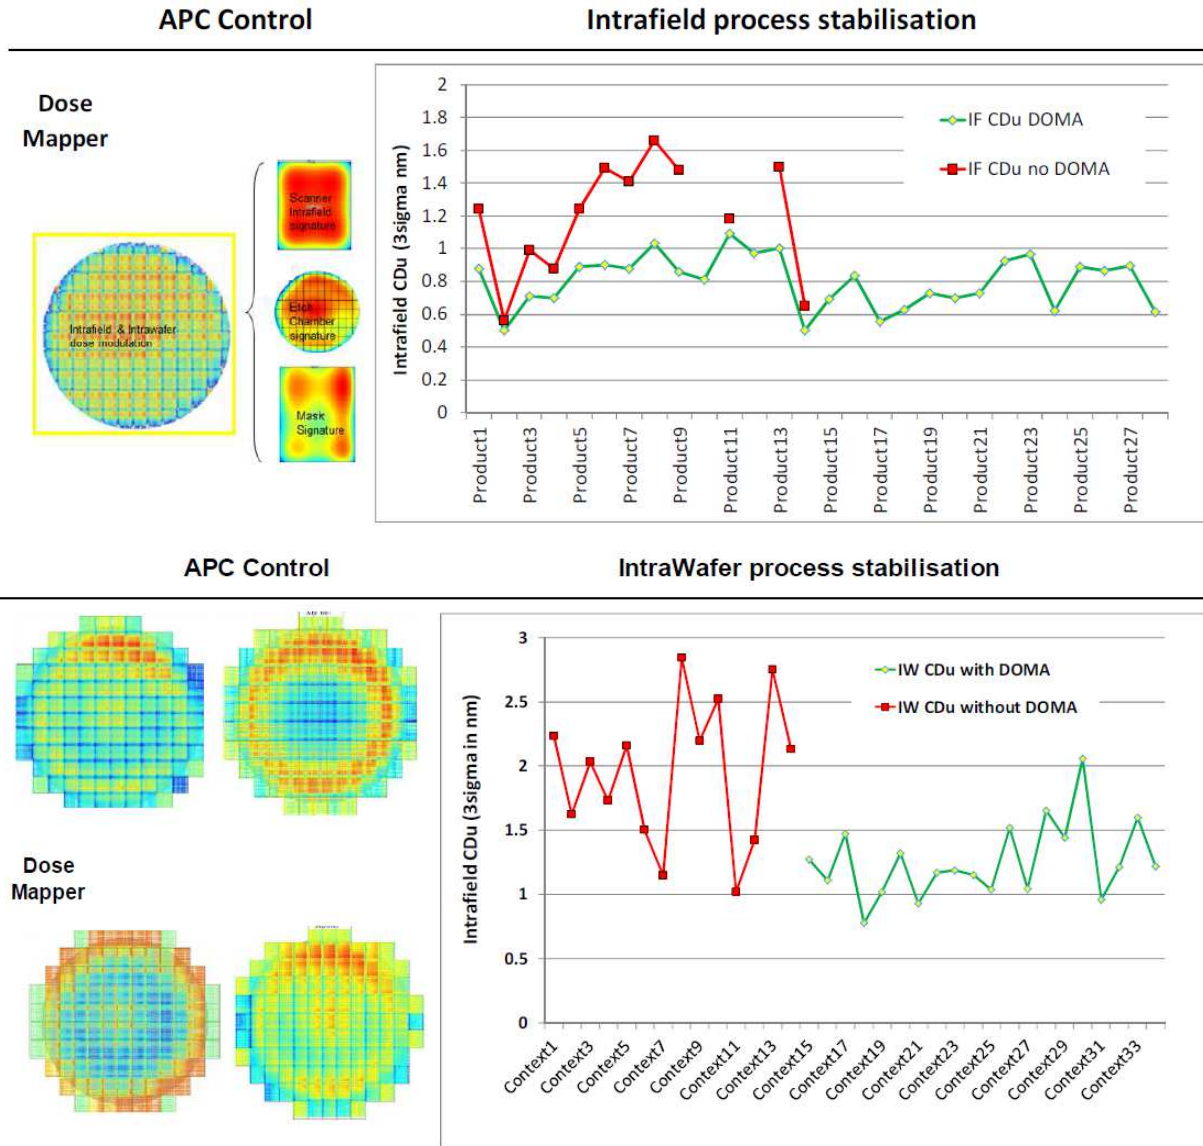 APC Control
Intrafield process stabilisation
Dose
Mapper
Scanner
Intrafield
signature
Etch
Chamber
signature
Mask
Signature
Intrafield & Intrawafer
dose modulation
Intrafield CDu (3sigma nm)
2
1.8
1.6
1.4
1.2
1
0.8
0.6
0.4
0.2
0
IF CDu DOMA
IF CDu no DOMA
Product1
Product3
Product5
Product7
Product9
Product11
Product13
Product15
Product17
Product19
Product21
Product23
Product25
Product27
APC Control
IntraWafer process stabilisation
Dose
Mapper
Intrafield CDu (3sigma in nm)
3
2.5
2
1.5
1
0.5
0
IW CDu with DOMA
IW CDu without DOMA
Context1
Context3
Context5
Context7
Context9
Context11
Context13
Context15
Context17
Context19
Context21
Context23
Context25
Context27
Context29
Context31
Context33